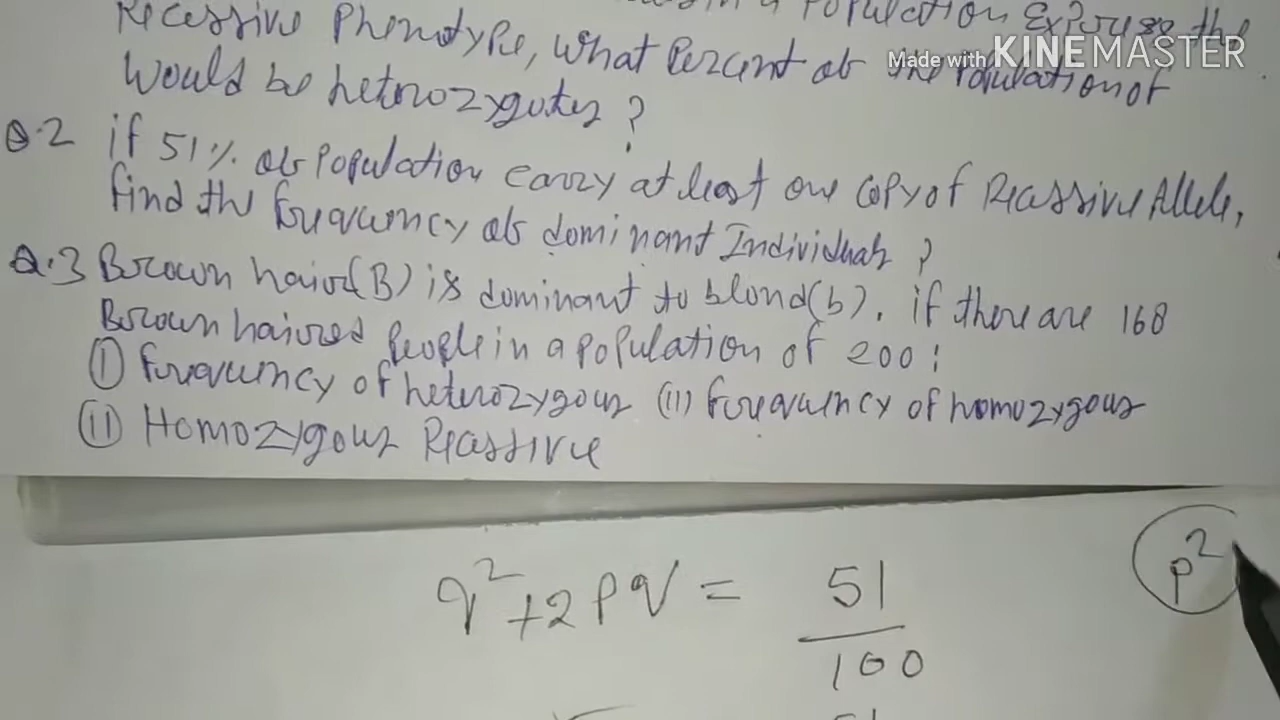 Recessive Phenotype, What Percent of the Population of
Made with KINEMASTER
Would be heterozygotes ?
Q.2 if 51% of Population carry at least one copy of Recassive Allele,
find the frequency of dominant Individuals ?
Q.3 Brown hair(B) is dominant to blond(b). if there are 168
Brown haired People in a population of 200 :
(I) frequency of heterozygous (II) frequency of homozygous
(II) Homozygous Reassive
q² + 2pq = 51
100
p²